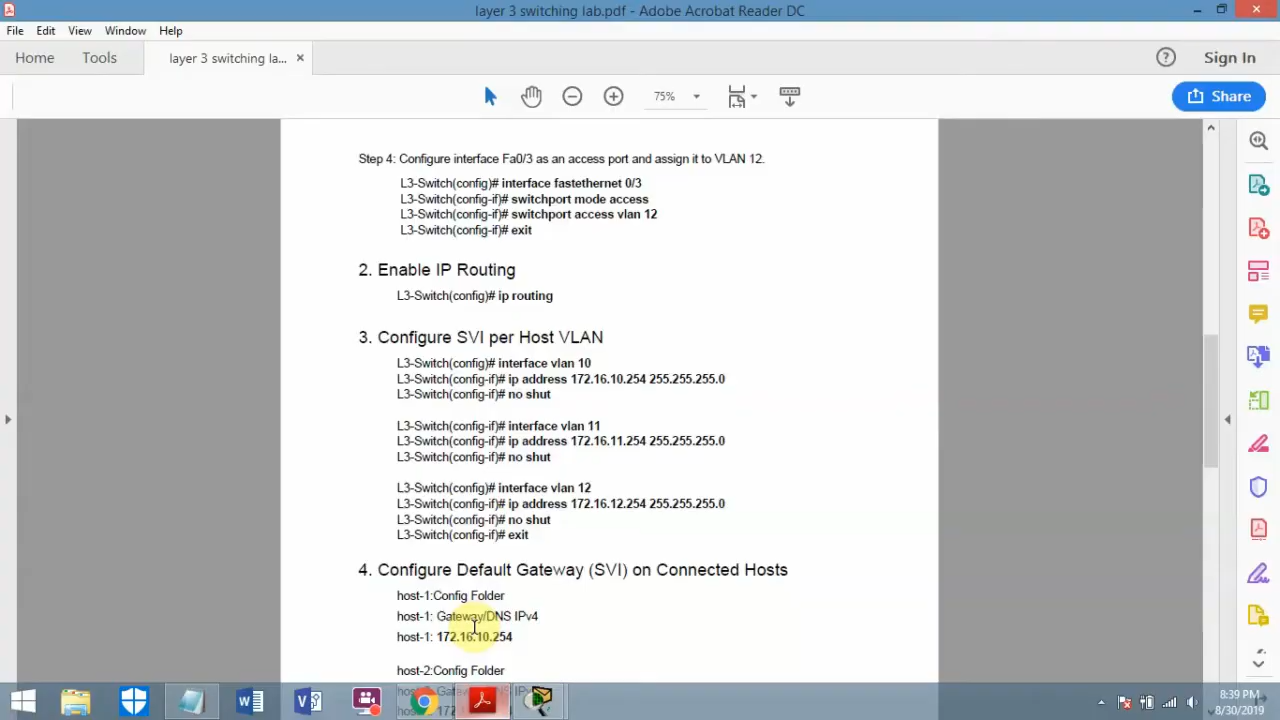 layer 3 switching lab.pdf - Adobe Acrobat Reader DC
File Edit View Window Help
Home Tools layer 3 switching la... × Sign In
75% Share
Step 4: Configure interface Fa0/3 as an access port and assign it to VLAN 12.
L3-Switch(config)# interface fastethernet 0/3
L3-Switch(config-if)# switchport mode access
L3-Switch(config-if)# switchport access vlan 12
L3-Switch(config-if)# exit
2. Enable IP Routing
L3-Switch(config)# ip routing
3. Configure SVI per Host VLAN
L3-Switch(config)# interface vlan 10
L3-Switch(config-if)# ip address 172.16.10.254 255.255.255.0
L3-Switch(config-if)# no shut
L3-Switch(config-if)# interface vlan 11
L3-Switch(config-if)# ip address 172.16.11.254 255.255.255.0
L3-Switch(config-if)# no shut
L3-Switch(config)# interface vlan 12
L3-Switch(config-if)# ip address 172.16.12.254 255.255.255.0
L3-Switch(config-if)# no shut
L3-Switch(config-if)# exit
4. Configure Default Gateway (SVI) on Connected Hosts
host-1:Config Folder
host-1: Gateway/DNS IPv4
host-1: 172.16.10.254
host-2:Config Folder
8:39 PM
8/30/2019